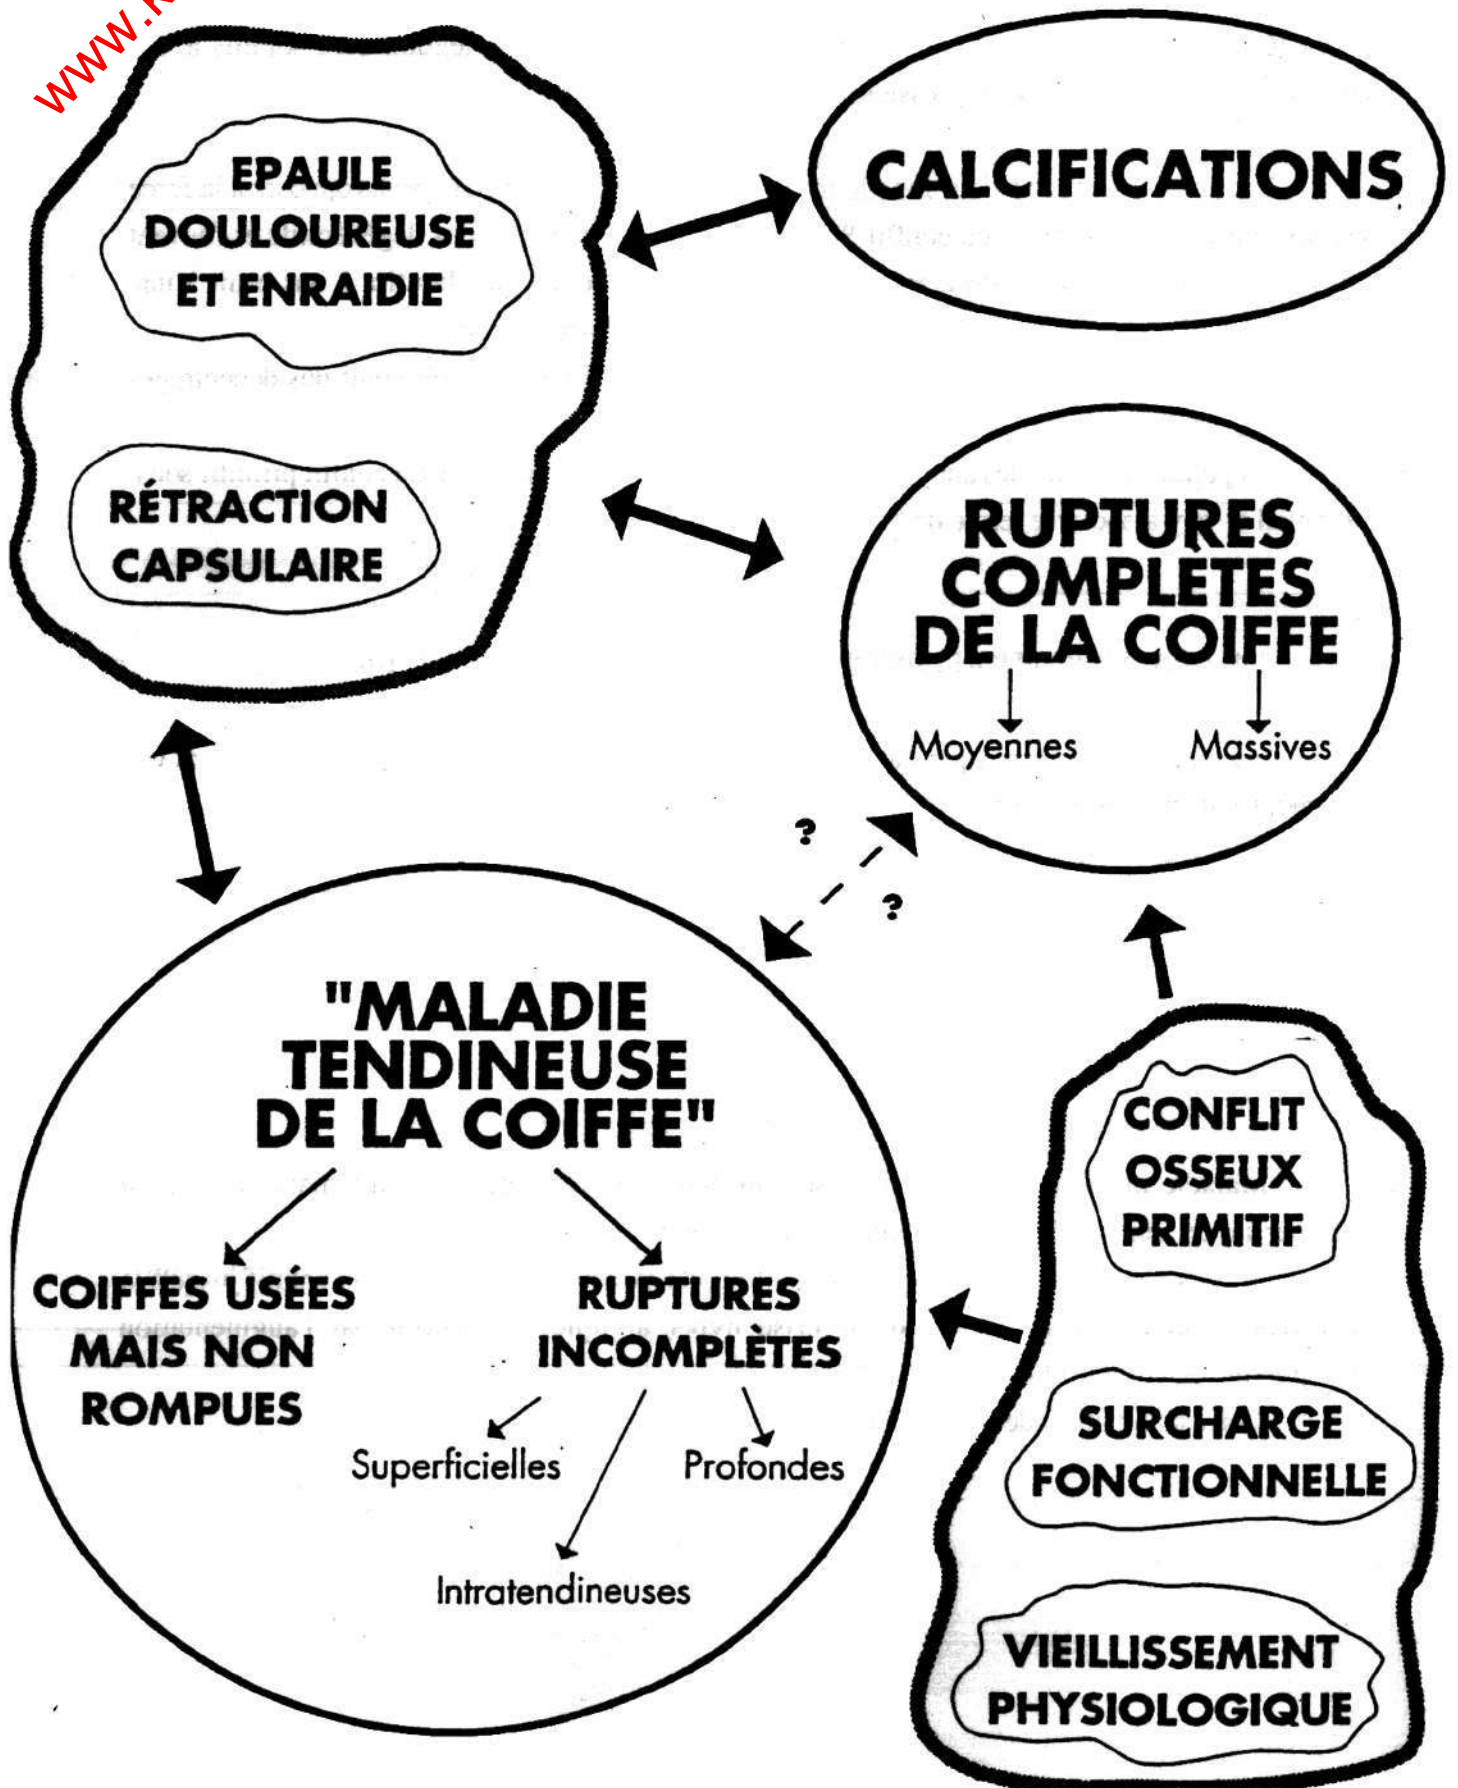 www.
EPAULE
DOULOUREUSE
ET ENRAIDIE
CALCIFICATIONS
RÉTRACTION
CAPSULAIRE
RUPTURES
COMPLÈTES
DE LA COIFFE
Moyennes
Massives
?
?
"MALADIE
TENDINEUSE
DE LA COIFFE"
COIFFES USÉES
MAIS NON
ROMPUES
RUPTURES
INCOMPLÈTES
Superficielles
Profondes
Intratendineuses
CONFLIT
OSSEUX
PRIMITIF
SURCHARGE
FONCTIONNELLE
VIEILLISSEMENT
PHYSIOLOGIQUE